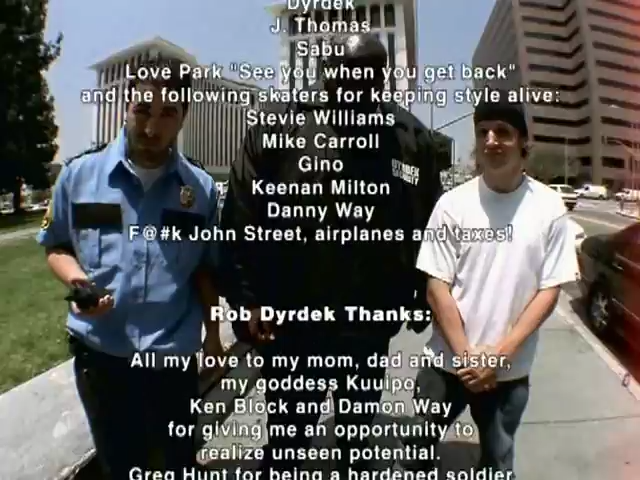 Dyrdek
J. Thomas
Sabu
Love Park "See you when you get back"
and the following skaters for keeping style alive:
Stevie Williams
Mike Carroll
Gino
Keenan Milton
Danny Way
F@#k John Street, airplanes and taxes!
DYRDEK
SECURITY
Rob Dyrdek Thanks:
All my love to my mom, dad and sister,
my goddess Kuuipo,
Ken Block and Damon Way
for giving me an opportunity to
realize unseen potential.
Greg Hunt for being a hardened soldier